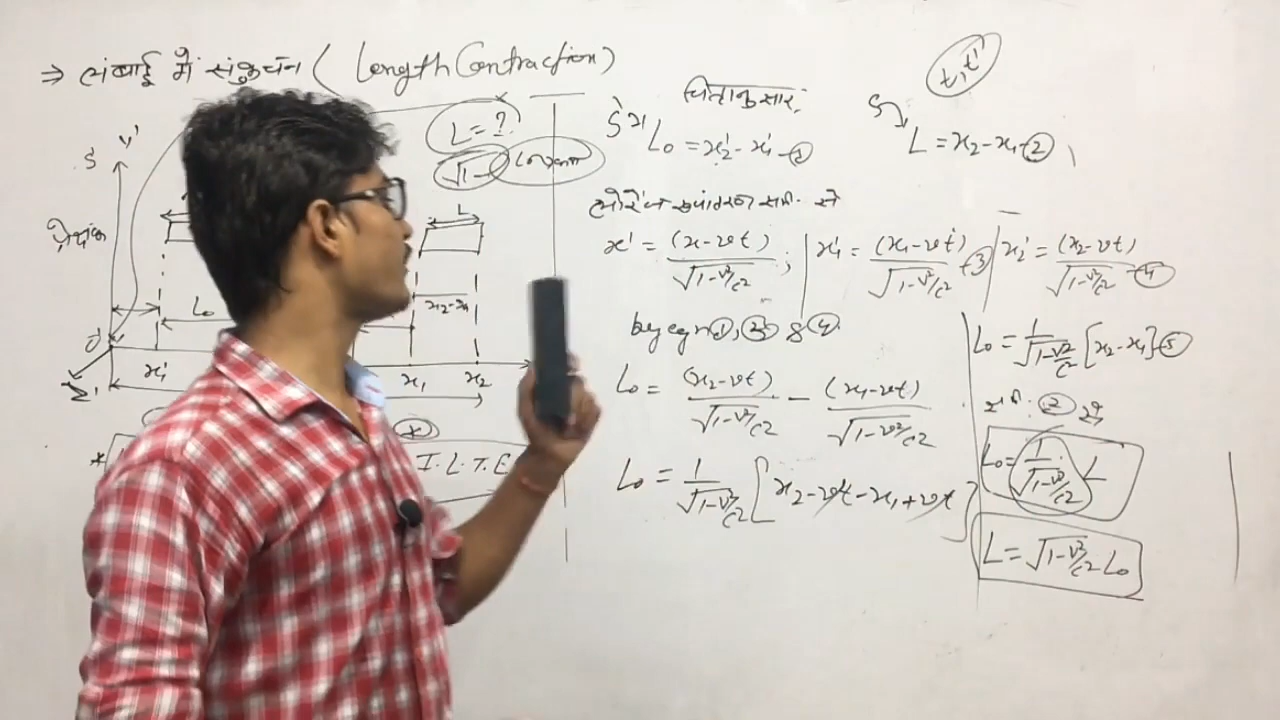 ⇒ लंबाई में संकुचन ( Length Contraction )
S' Y'
L = ?
√1-
L
L₀
x₂-x₁
O'
Z'
x₁'
x₁ x₂
*
* I. L. T. E
t, t'
चित्रानुसार,
S' में L₀ = x₂' - x₁' - ①
S में L = x₂ - x₁ - ②
लोरेन्ज रूपांतरण समी. से
x' = (x-vt)/√1-v²/c² ; x₁' = (x₁-vt)/√1-v²/c² - ③ x₂' = (x₂-vt)/√1-v²/c² - ④
by eqn ①, ③ & ④
L₀ = (x₂-vt)/√1-v²/c² - (x₁-vt)/√1-v²/c²
L₀ = 1/√1-v²/c² [ x₂ - vt - x₁ + vt ]
L₀ = 1/√1-v²/c² [x₂-x₁] - ⑤
समी. ② से
L₀ = 1/√1-v²/c² L
L = √1-v²/c² L₀